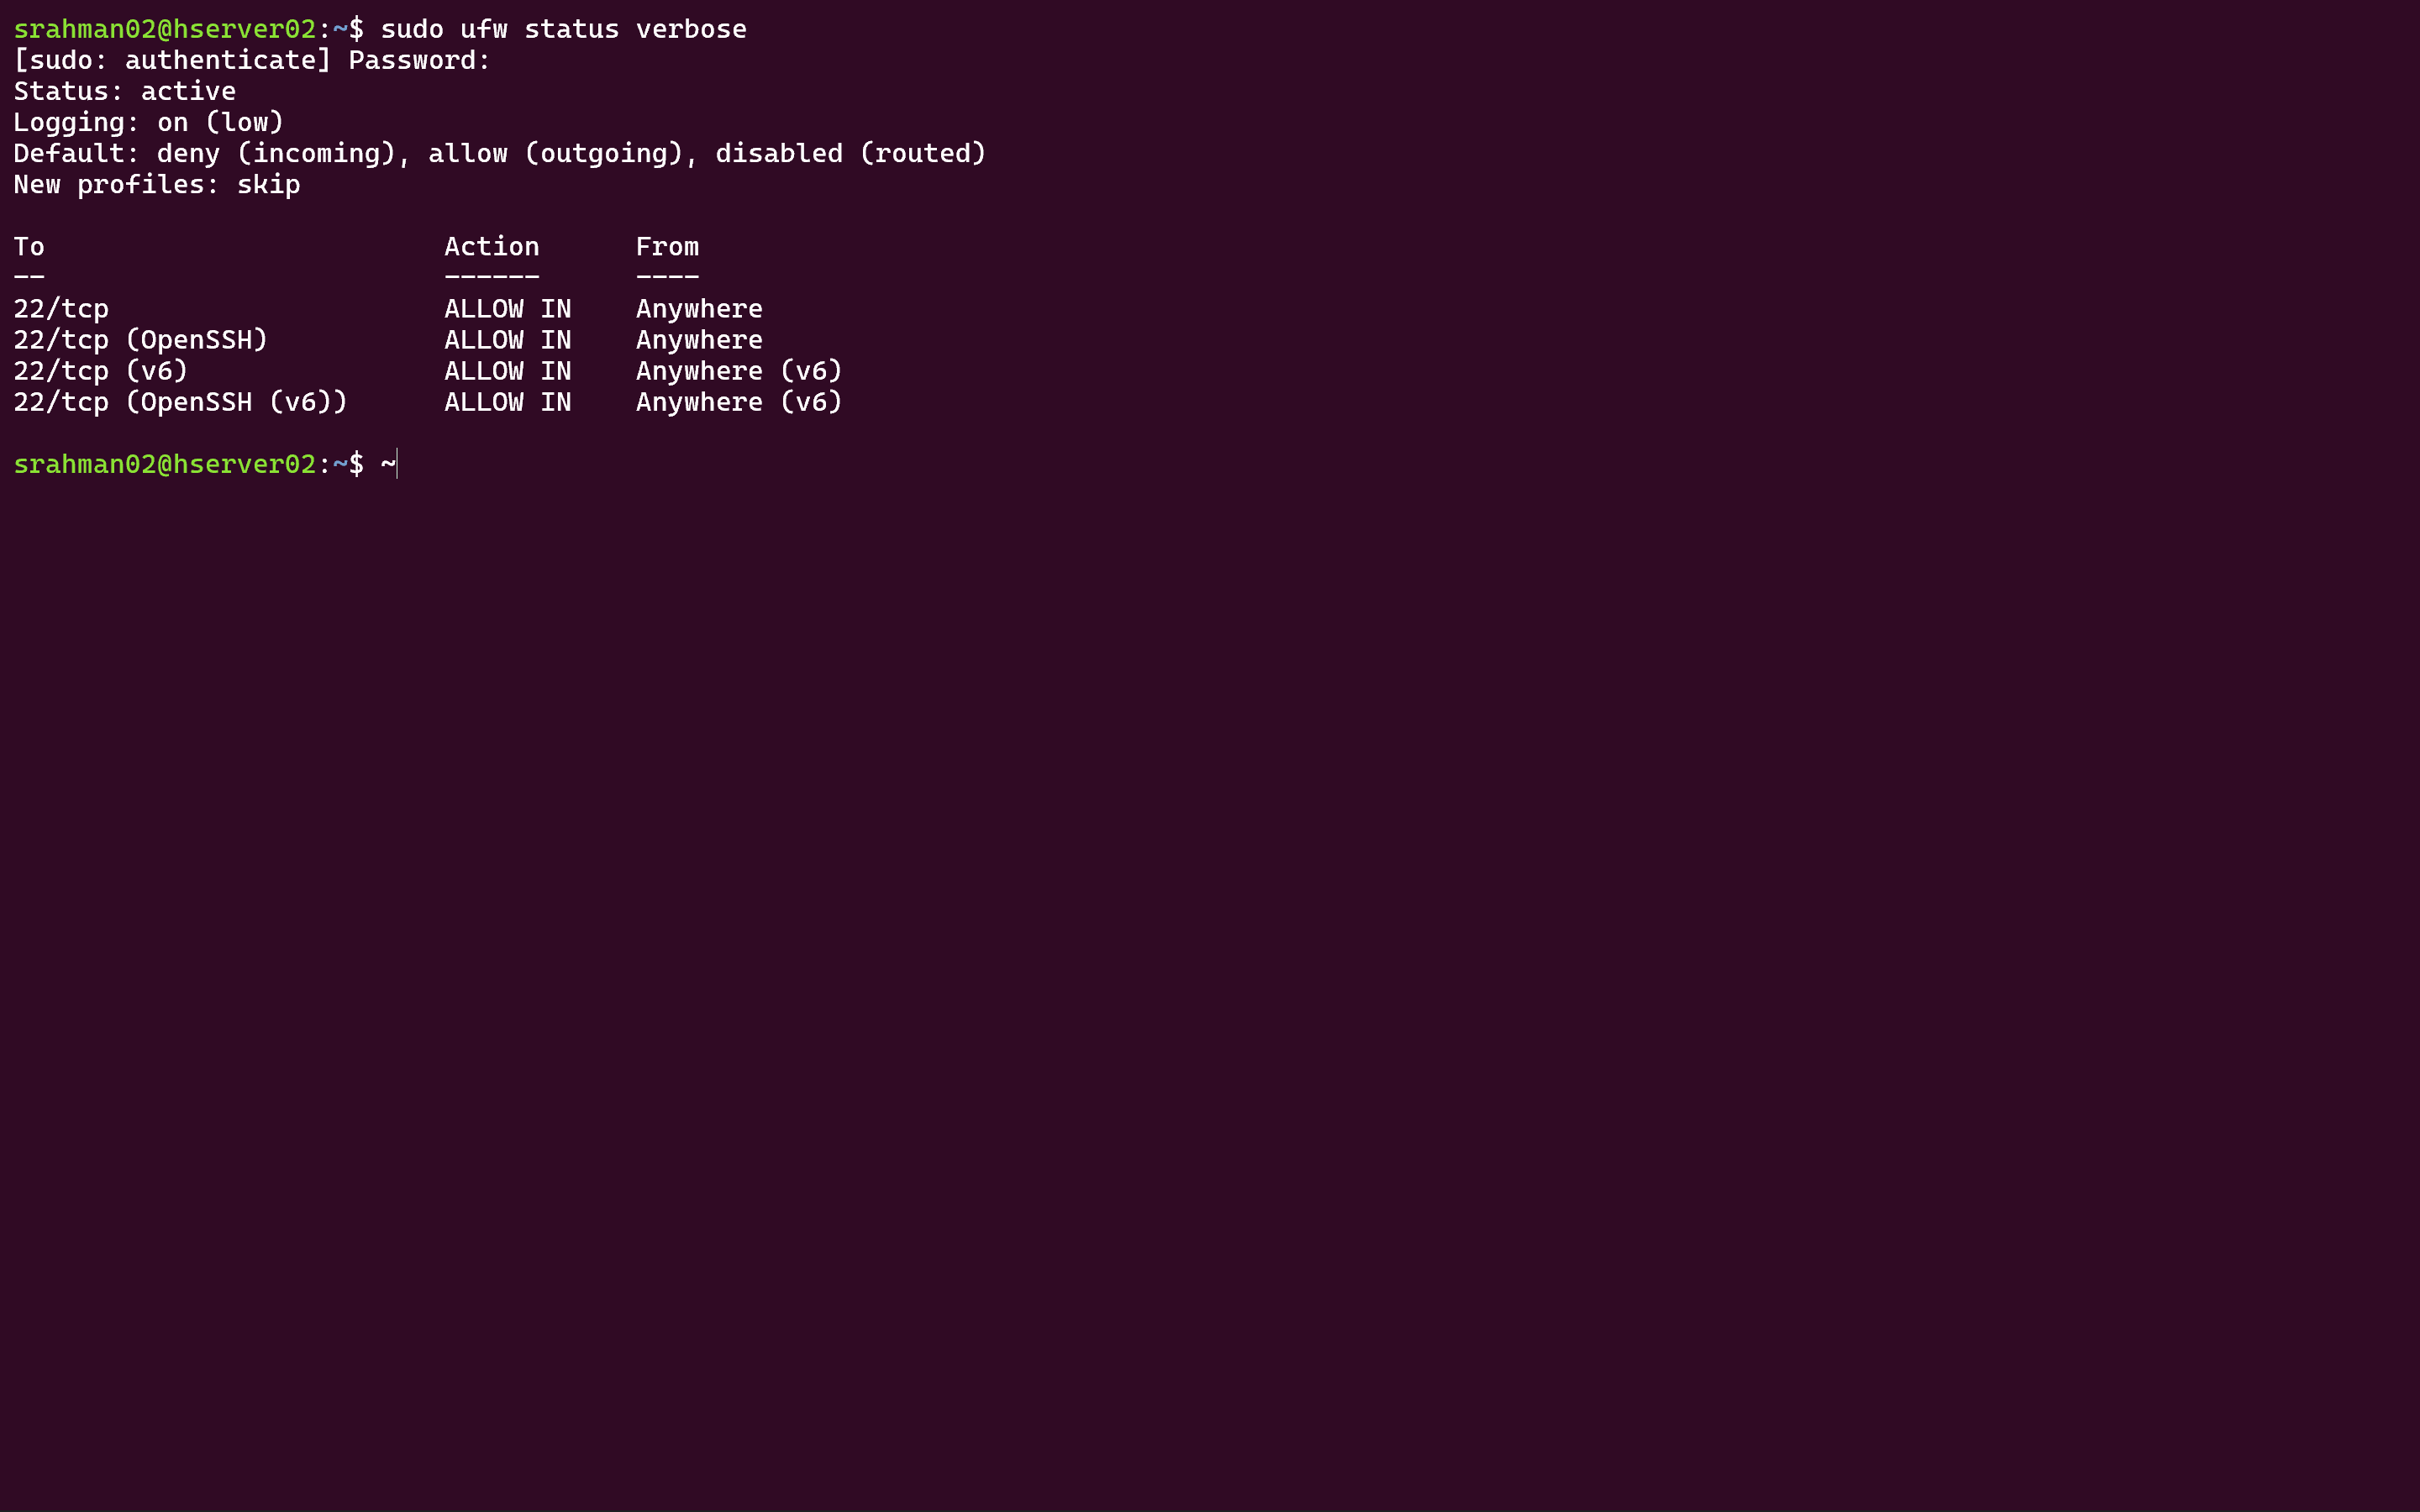 srahman02@hserver02:~$ sudo ufw status verbose
[sudo: authenticate] Password:
Status: active
Logging: on (low)
Default: deny (incoming), allow (outgoing), disabled (routed)
New profiles: skip

To                         Action      From
--                         ------      ----
22/tcp                     ALLOW IN    Anywhere
22/tcp (OpenSSH)           ALLOW IN    Anywhere
22/tcp (v6)                ALLOW IN    Anywhere (v6)
22/tcp (OpenSSH (v6))      ALLOW IN    Anywhere (v6)

srahman02@hserver02:~$ ~